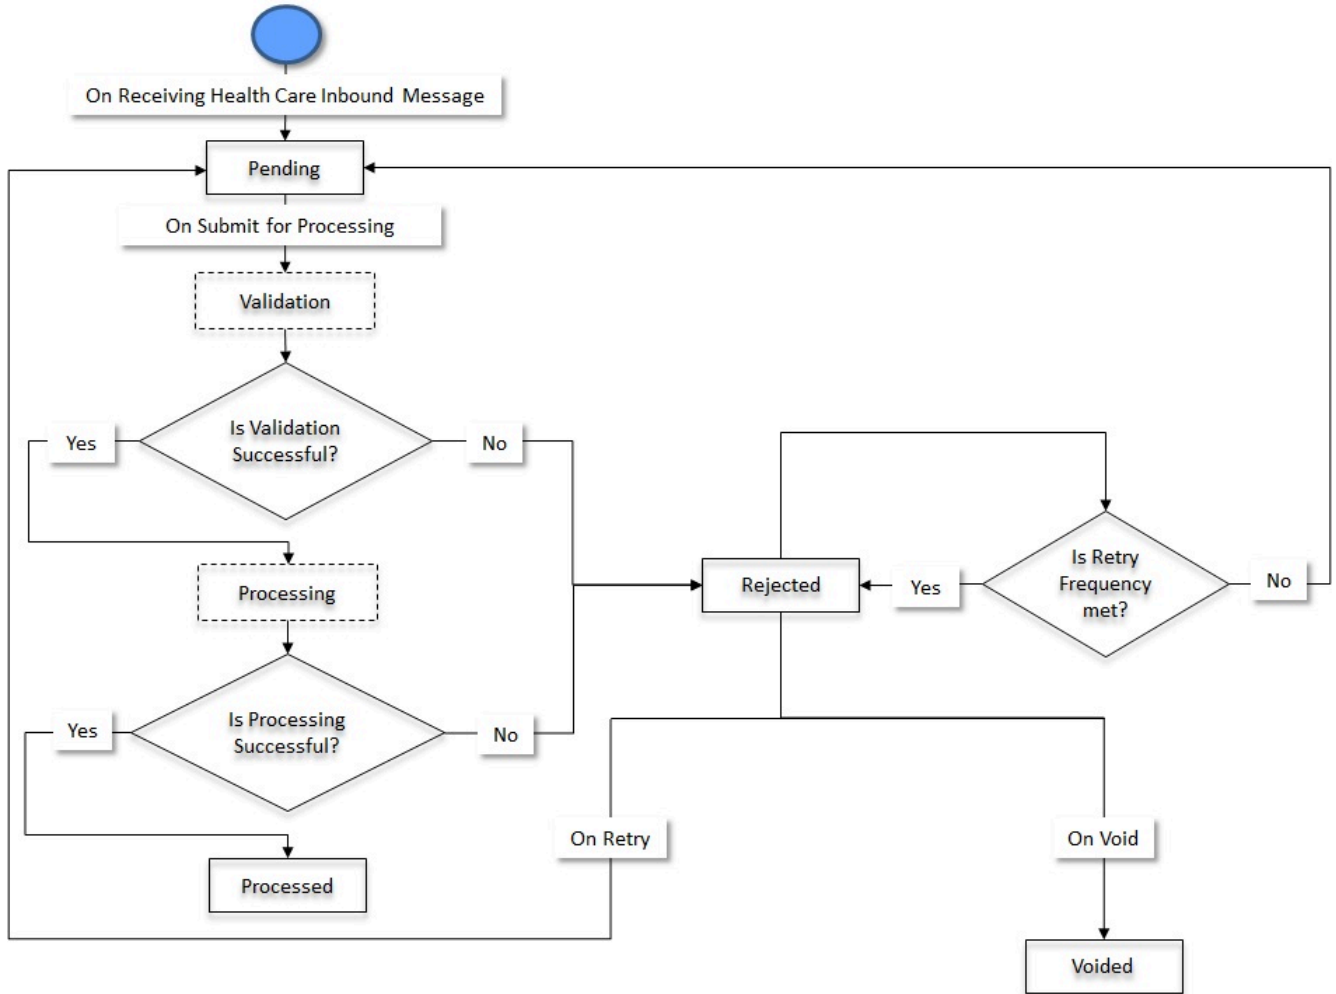 On Receiving Health Care Inbound Message
Pending
On Submit for Processing
Validation
Is Validation
Successful?
Yes
No
Processing
Is Processing
Successful?
Yes
No
Processed
Rejected
Yes
Is Retry
Frequency
met?
No
On Retry
On Void
Voided